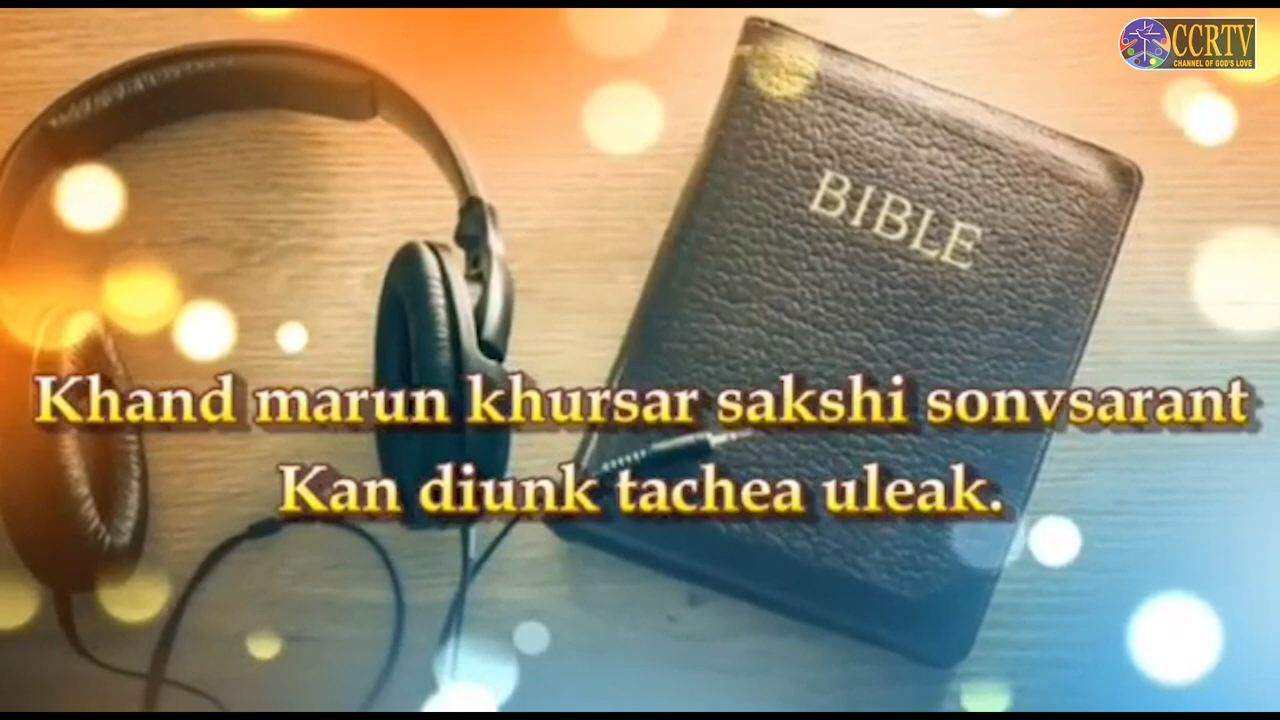 CCRTV
CHANNEL OF GOD'S LOVE
BIBLE
Khand marun khursar sakshi sonvsarant
Kan diunk tachea uleak.